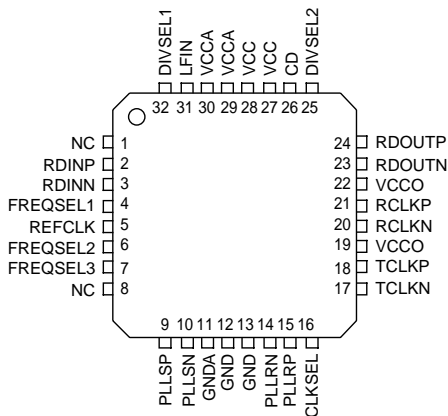 DIVSEL1
LFIN
VCCA
VCCA
VCC
VCC
CD
DIVSEL2
32 31 30 29 28 27 26 25
NC 1
RDINP 2
RDINN 3
FREQSEL1 4
REFCLK 5
FREQSEL2 6
FREQSEL3 7
NC 8
24 RDOUTP
23 RDOUTN
22 VCCO
21 RCLKP
20 RCLKN
19 VCCO
18 TCLKP
17 TCLKN
9 10 11 12 13 14 15 16
PLLSP
PLLSN
GNDA
GND
GND
PLLRN
PLLRP
CLKSEL